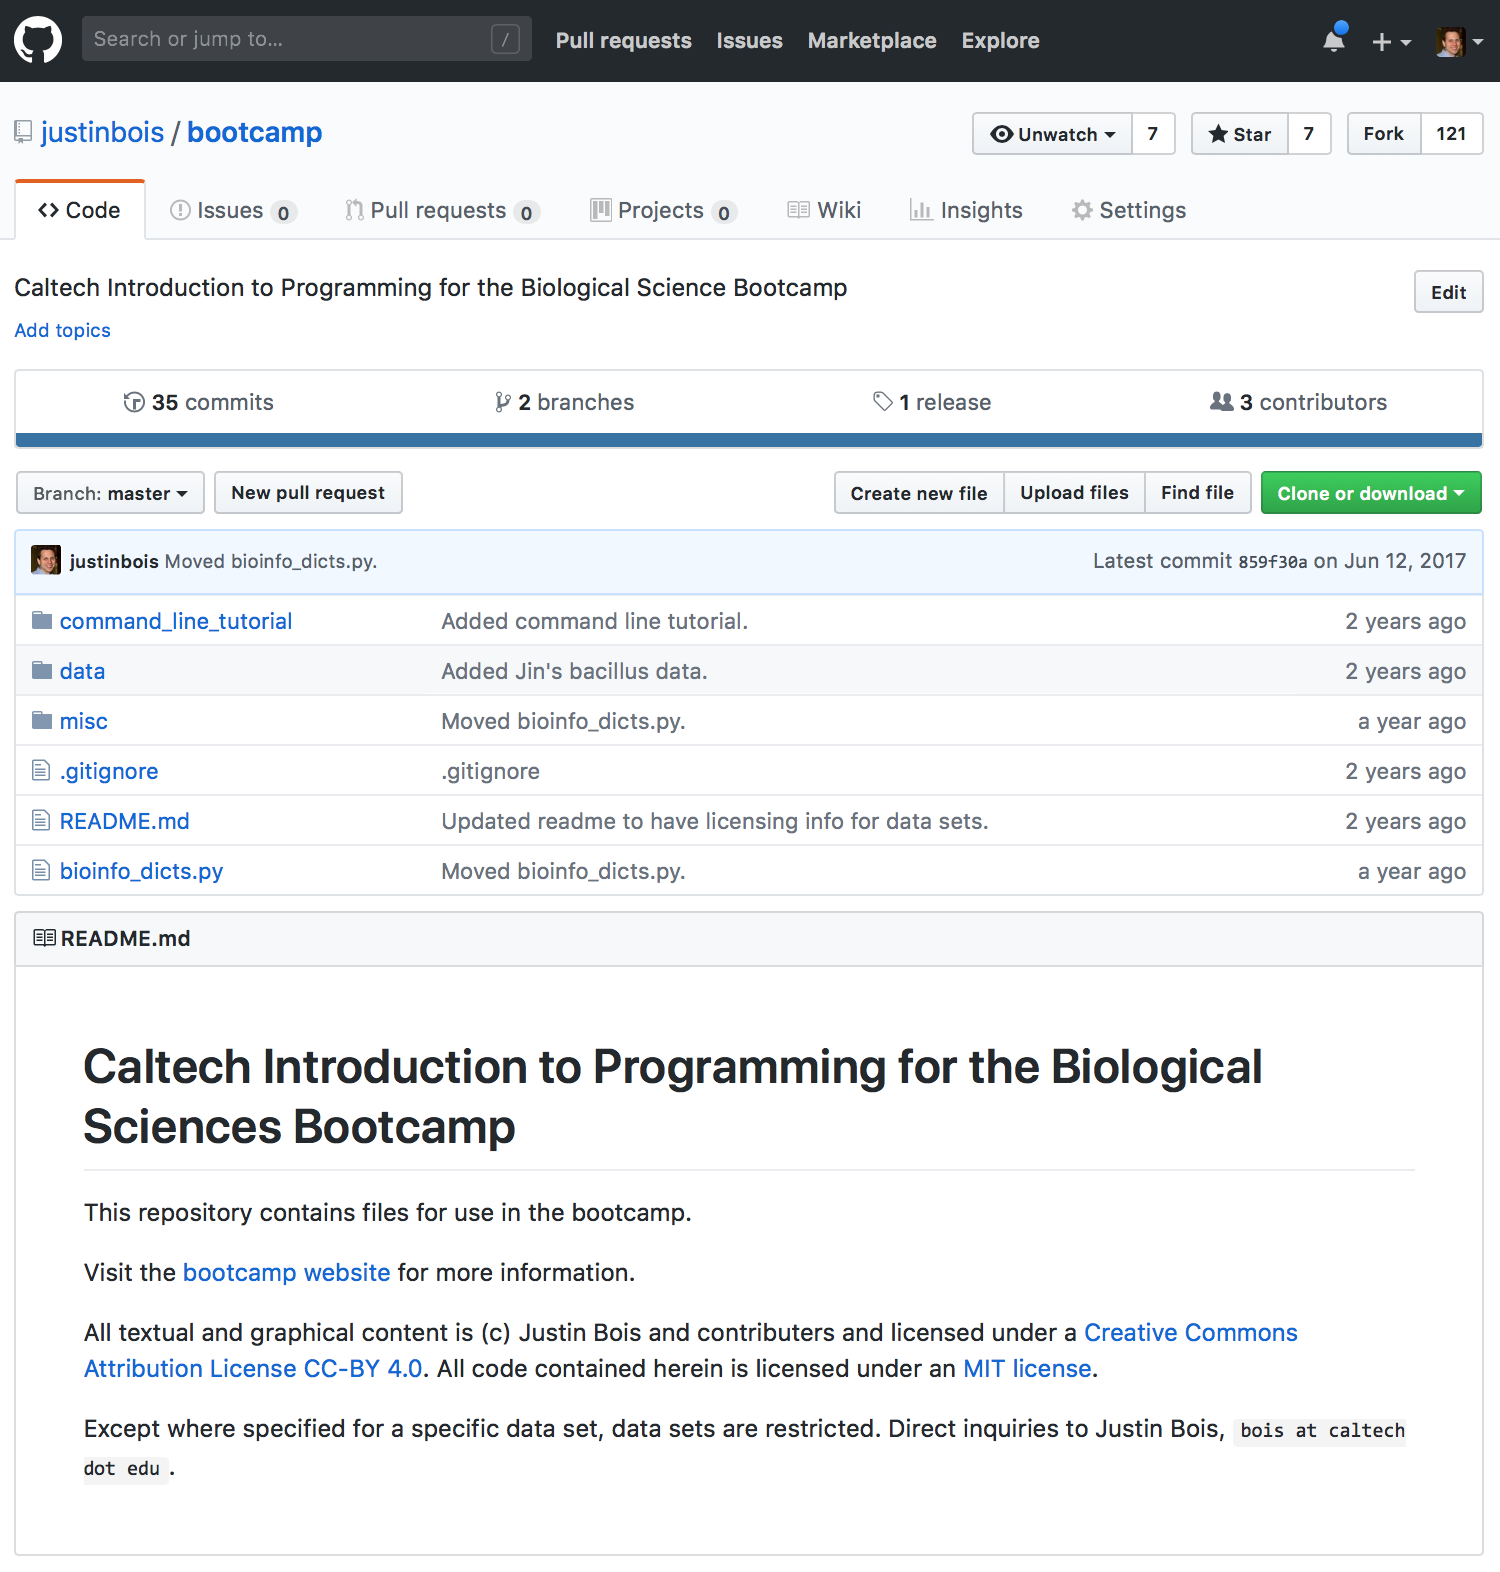 Search or jump to... / Pull requests Issues Marketplace Explore
justinbois / bootcamp Unwatch 7 Star 7 Fork 121
Code Issues 0 Pull requests 0 Projects 0 Wiki Insights Settings
Caltech Introduction to Programming for the Biological Science Bootcamp Edit
Add topics
35 commits 2 branches 1 release 3 contributors
Branch: master New pull request Create new file Upload files Find file Clone or download
justinbois Moved bioinfo_dicts.py. Latest commit 859f30a on Jun 12, 2017
command_line_tutorial Added command line tutorial. 2 years ago
data Added Jin's bacillus data. 2 years ago
misc Moved bioinfo_dicts.py. a year ago
.gitignore .gitignore 2 years ago
README.md Updated readme to have licensing info for data sets. 2 years ago
bioinfo_dicts.py Moved bioinfo_dicts.py. a year ago
README.md
Caltech Introduction to Programming for the Biological
Sciences Bootcamp
This repository contains files for use in the bootcamp.
Visit the bootcamp website for more information.
All textual and graphical content is (c) Justin Bois and contributers and licensed under a Creative Commons
Attribution License CC-BY 4.0. All code contained herein is licensed under an MIT license.
Except where specified for a specific data set, data sets are restricted. Direct inquiries to Justin Bois, bois at caltech
dot edu .